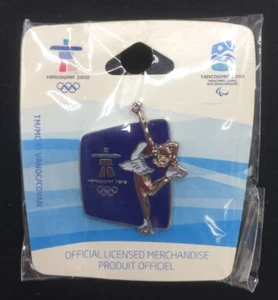 vancouver 2010
vancouver 2010
TM/MC © VANOC/COVAN
vancouver 2010
OFFICIAL LICENSED MERCHANDISE
PRODUIT OFFICIEL